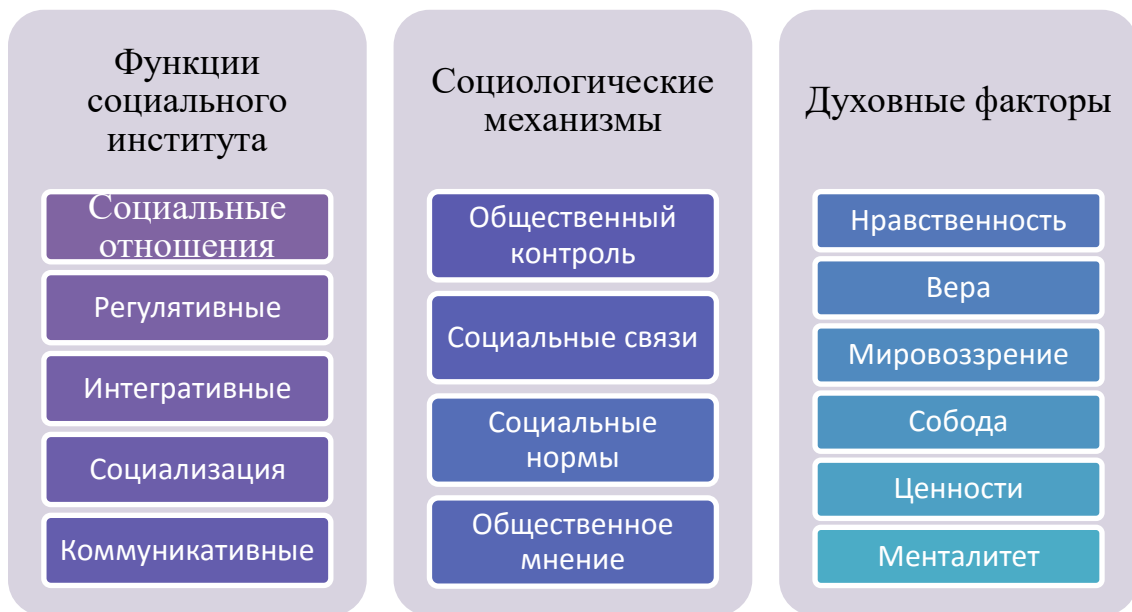 Функции
социального
института
Социальные
отношения
Регулятивные
Интегративные
Социализация
Коммуникативные
Социологические
механизмы
Общественный
контроль
Социальные связи
Социальные
нормы
Общественное
мнение
Духовные факторы
Нравственность
Вера
Мировоззрение
Собода
Ценности
Менталитет